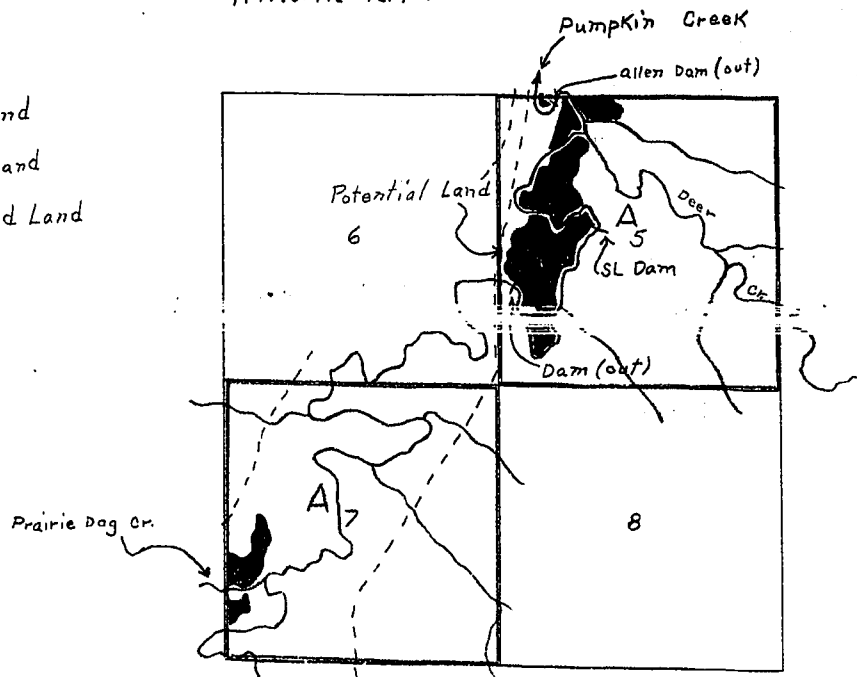 Pumpkin Creek
allen Dam (out)
nd
and
d Land
Potential Land
6
A
5
Deer
Cr.
SL Dam
Dam (out)
A
7
8
Prairie Dog Cr.